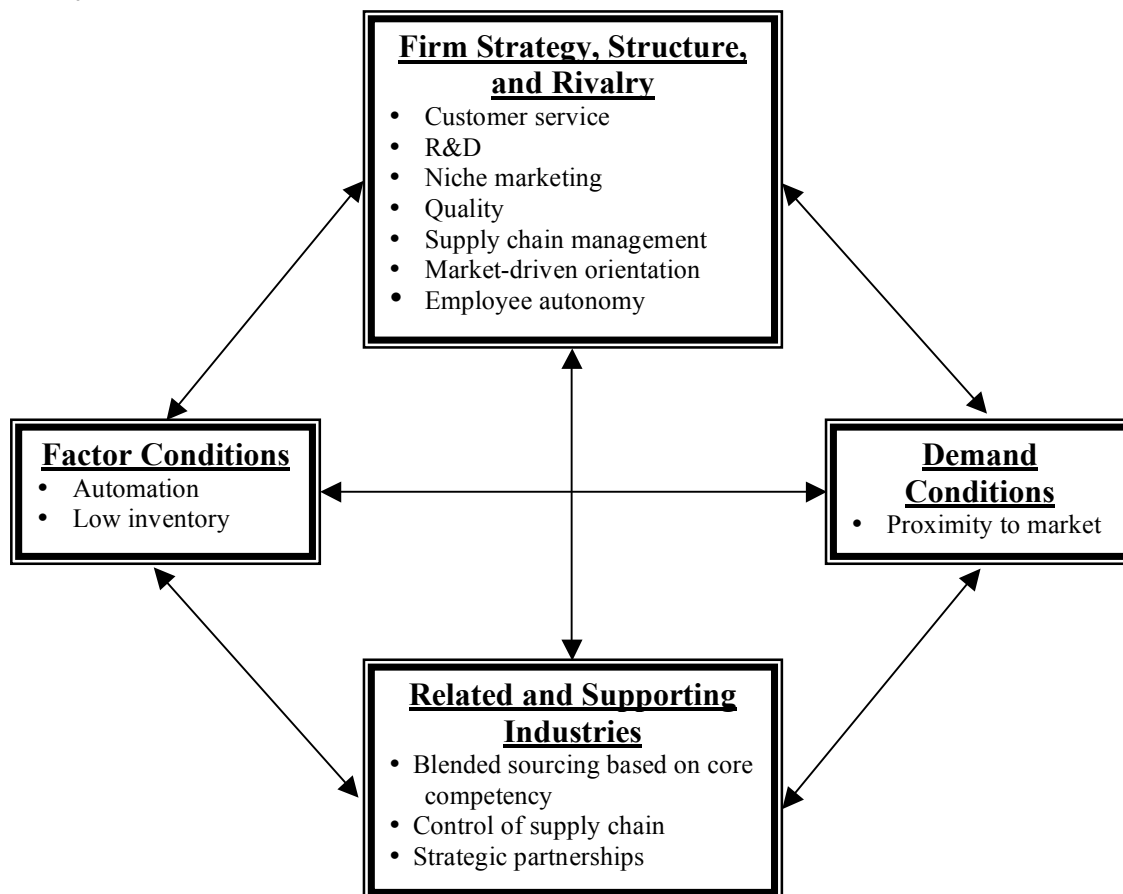 Firm Strategy, Structure,
and Rivalry
• Customer service
• R&D
• Niche marketing
• Quality
• Supply chain management
• Market-driven orientation
• Employee autonomy
Factor Conditions
• Automation
• Low inventory
Demand
Conditions
• Proximity to market
Related and Supporting
Industries
• Blended sourcing based on core
competency
• Control of supply chain
• Strategic partnerships